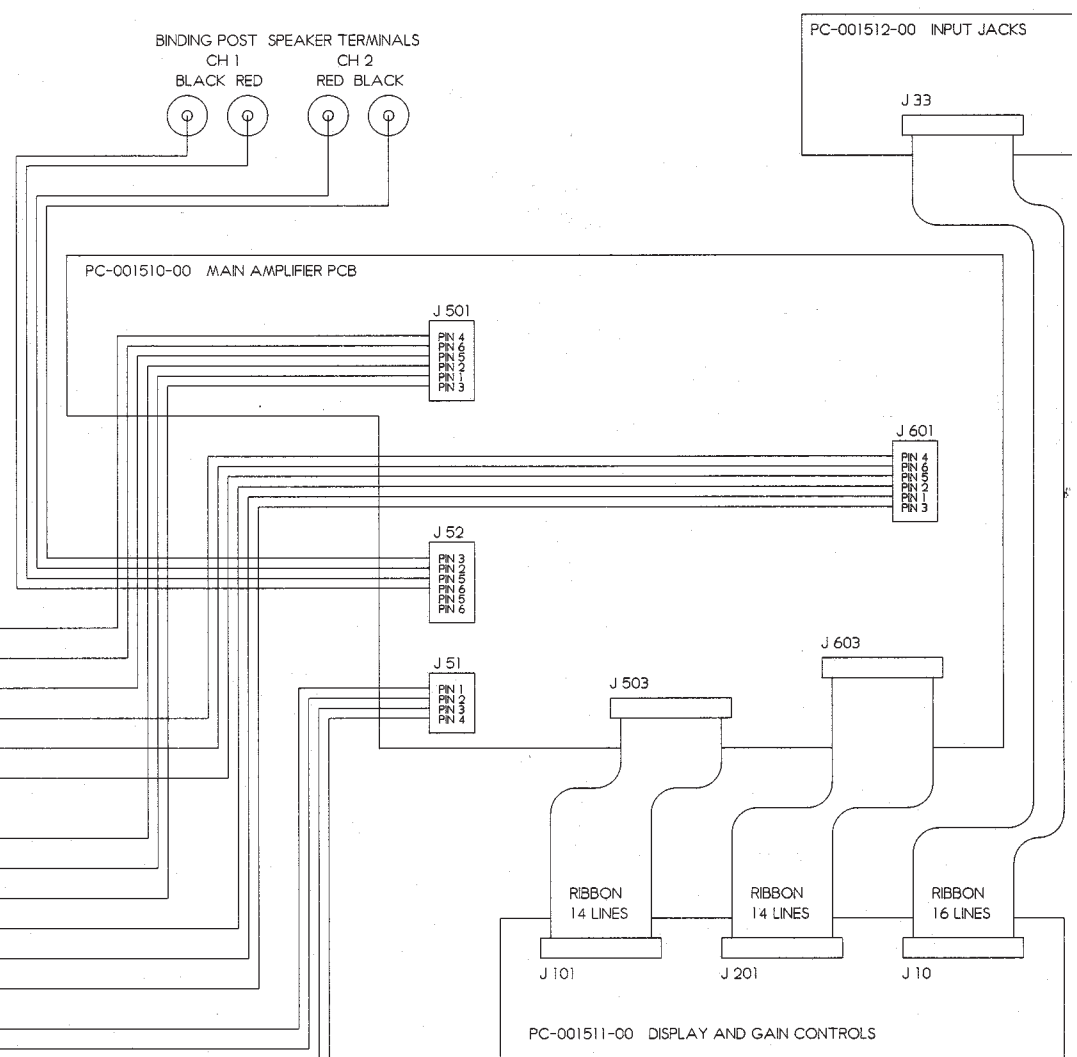 BINDING POST SPEAKER TERMINALS
CH 1 CH 2
BLACK RED RED BLACK
PC-001512-00 INPUT JACKS
J 33
PC-001510-00 MAIN AMPLIFIER PCB
J 501
PIN 4
PIN 6
PIN 5
PIN 2
PIN 1
PIN 3
J 601
PIN 4
PIN 6
PIN 5
PIN 2
PIN 1
PIN 3
J 52
PIN 3
PIN 2
PIN 5
PIN 6
PIN 5
PIN 6
J 51
PIN 1
PIN 2
PIN 3
PIN 4
J 503
J 603
RIBBON
14 LINES
RIBBON
14 LINES
RIBBON
16 LINES
J 101
J 201
J 10
PC-001511-00 DISPLAY AND GAIN CONTROLS